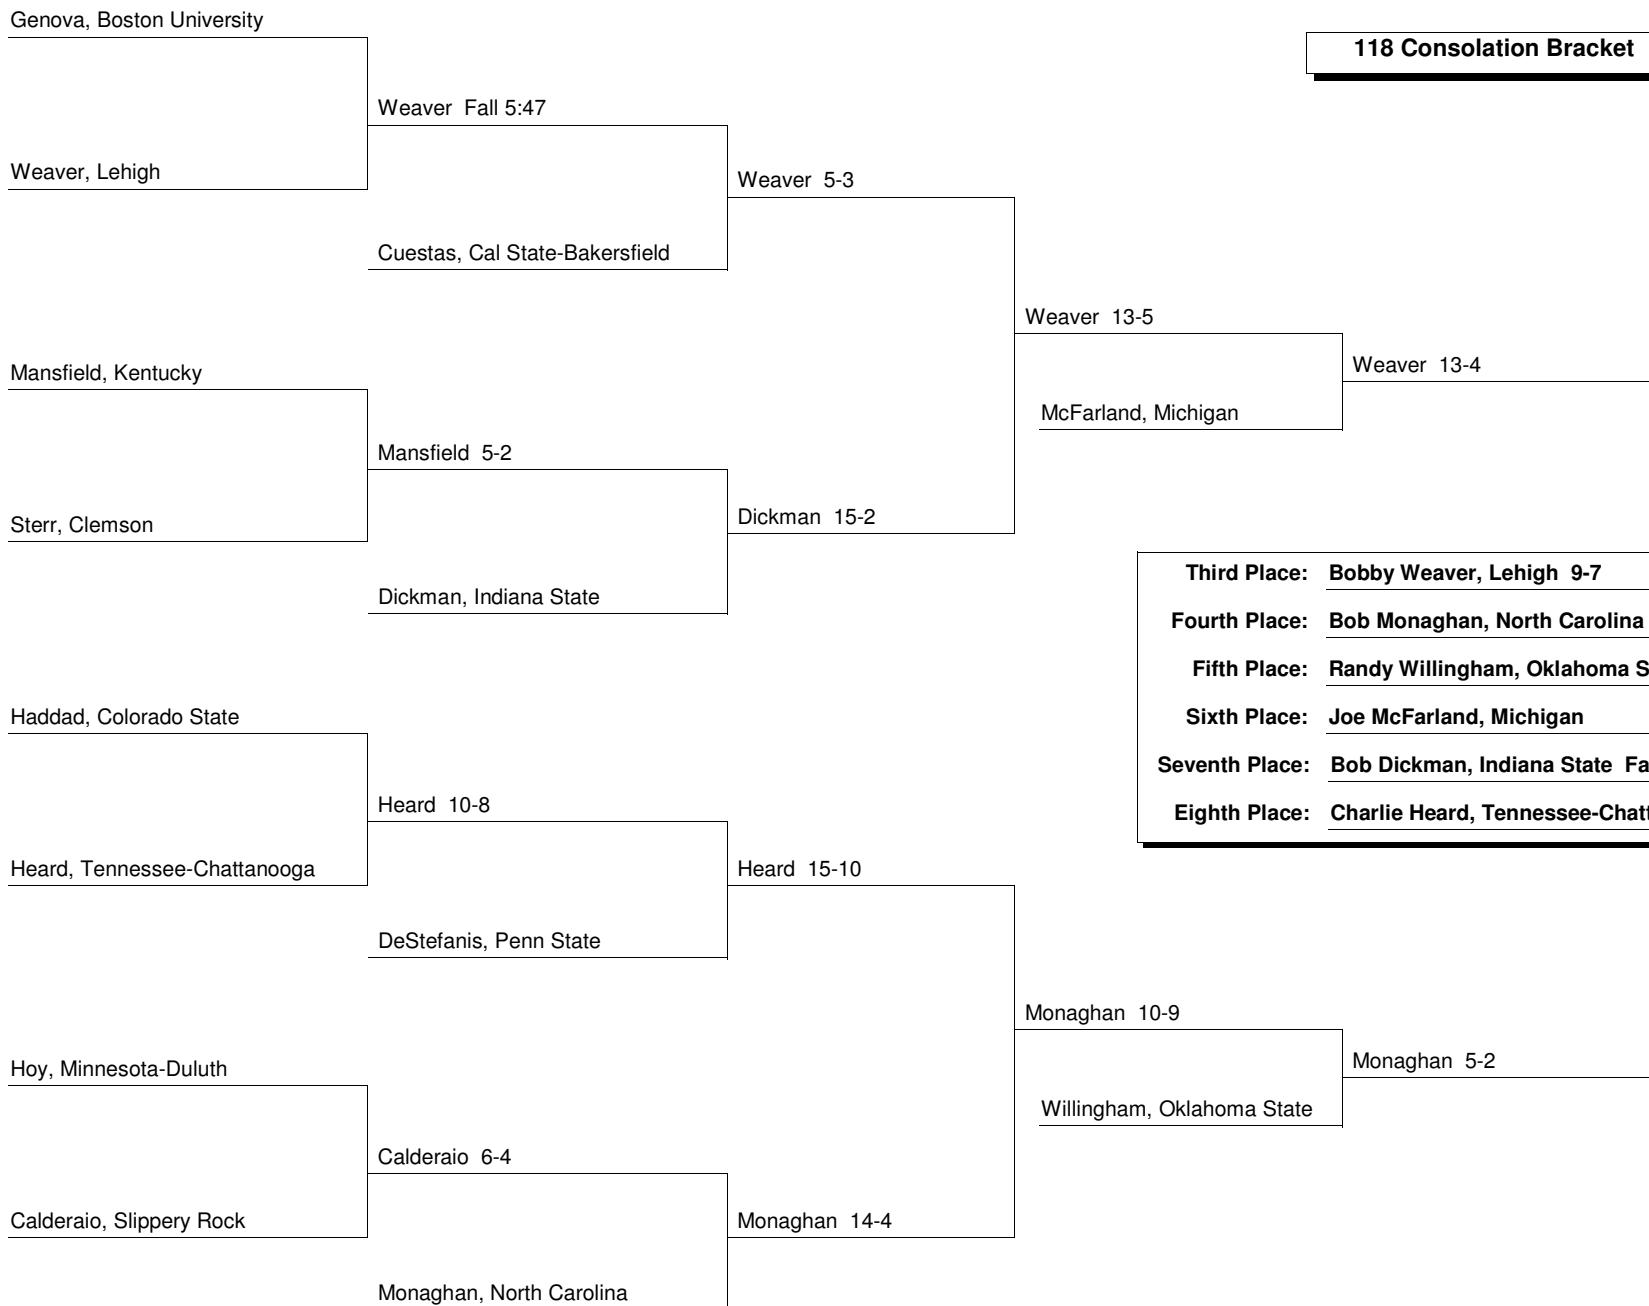 Genova, Boston University
118 Consolation Bracket
Weaver Fall 5:47
Weaver, Lehigh
Weaver 5-3
Cuestas, Cal State-Bakersfield
Weaver 13-5
Mansfield, Kentucky
Weaver 13-4
McFarland, Michigan
Mansfield 5-2
Sterr, Clemson
Dickman 15-2
Dickman, Indiana State
Third Place: Bobby Weaver, Lehigh 9-7
Fourth Place: Bob Monaghan, North Carolina
Fifth Place: Randy Willingham, Oklahoma S
Sixth Place: Joe McFarland, Michigan
Seventh Place: Bob Dickman, Indiana State Fa
Eighth Place: Charlie Heard, Tennessee-Chatt
Haddad, Colorado State
Heard 10-8
Heard, Tennessee-Chattanooga
Heard 15-10
DeStefanis, Penn State
Monaghan 10-9
Hoy, Minnesota-Duluth
Monaghan 5-2
Willingham, Oklahoma State
Calderaio 6-4
Calderaio, Slippery Rock
Monaghan 14-4
Monaghan, North Carolina